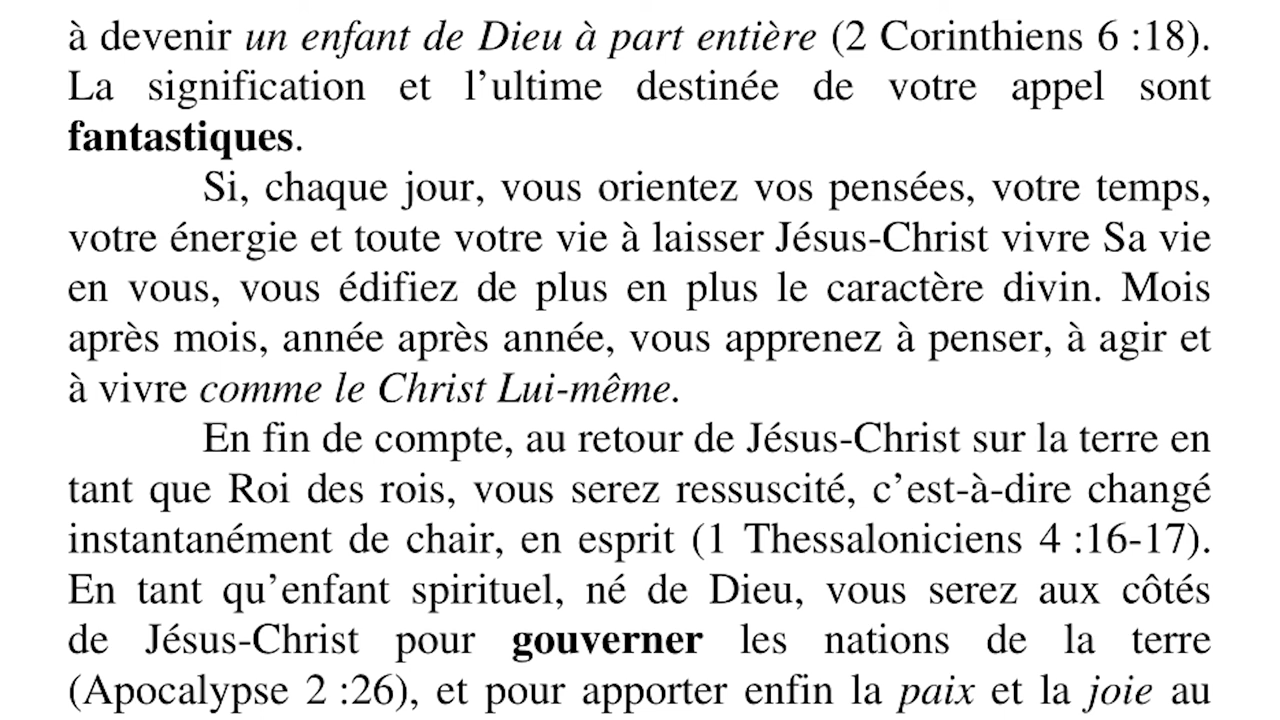 à devenir un enfant de Dieu à part entière (2 Corinthiens 6 :18).
La signification et l’ultime destinée de votre appel sont
fantastiques.
Si, chaque jour, vous orientez vos pensées, votre temps,
votre énergie et toute votre vie à laisser Jésus-Christ vivre Sa vie
en vous, vous édifiez de plus en plus le caractère divin. Mois
après mois, année après année, vous apprenez à penser, à agir et
à vivre comme le Christ Lui-même.
En fin de compte, au retour de Jésus-Christ sur la terre en
tant que Roi des rois, vous serez ressuscité, c’est-à-dire changé
instantanément de chair, en esprit (1 Thessaloniciens 4 :16-17).
En tant qu’enfant spirituel, né de Dieu, vous serez aux côtés
de Jésus-Christ pour gouverner les nations de la terre
(Apocalypse 2 :26), et pour apporter enfin la paix et la joie au